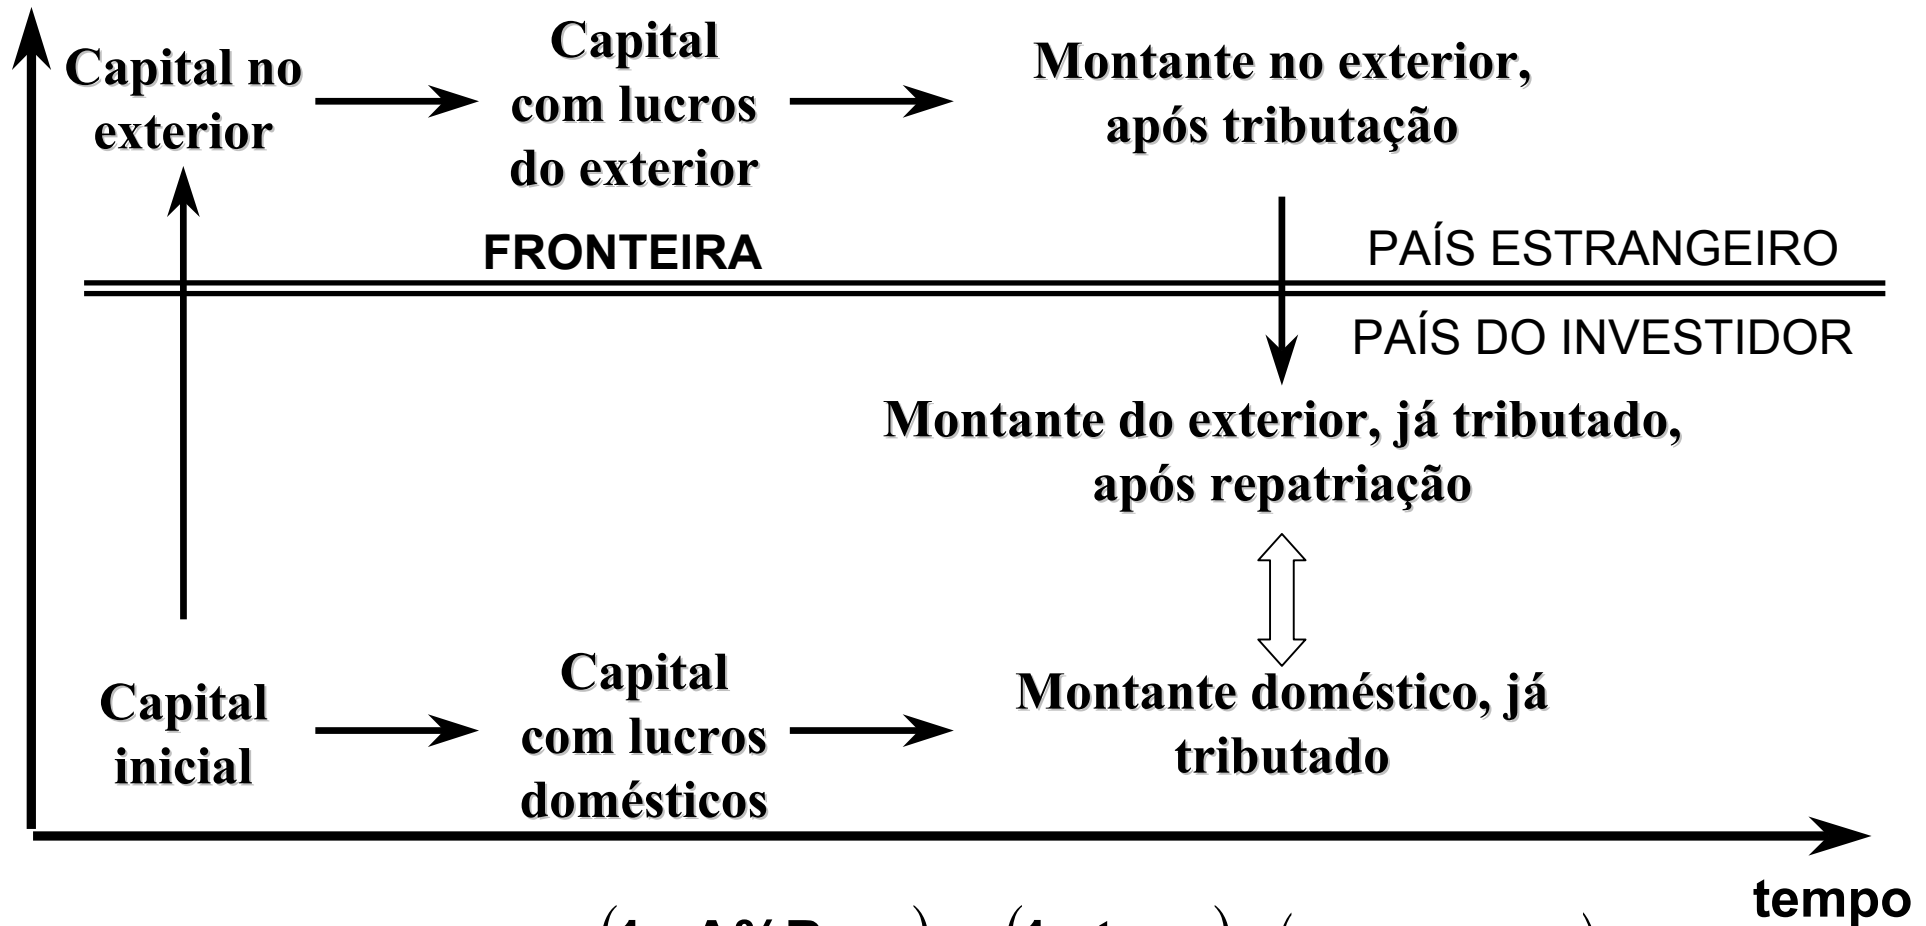 Capital no
exterior
Capital
com lucros
do exterior
Montante no exterior,
após tributação
FRONTEIRA
PAÍS ESTRANGEIRO
PAÍS DO INVESTIDOR
Montante do exterior, já tributado,
após repatriação
Capital
inicial
Capital
com lucros
domésticos
Montante doméstico, já
tributado
tempo